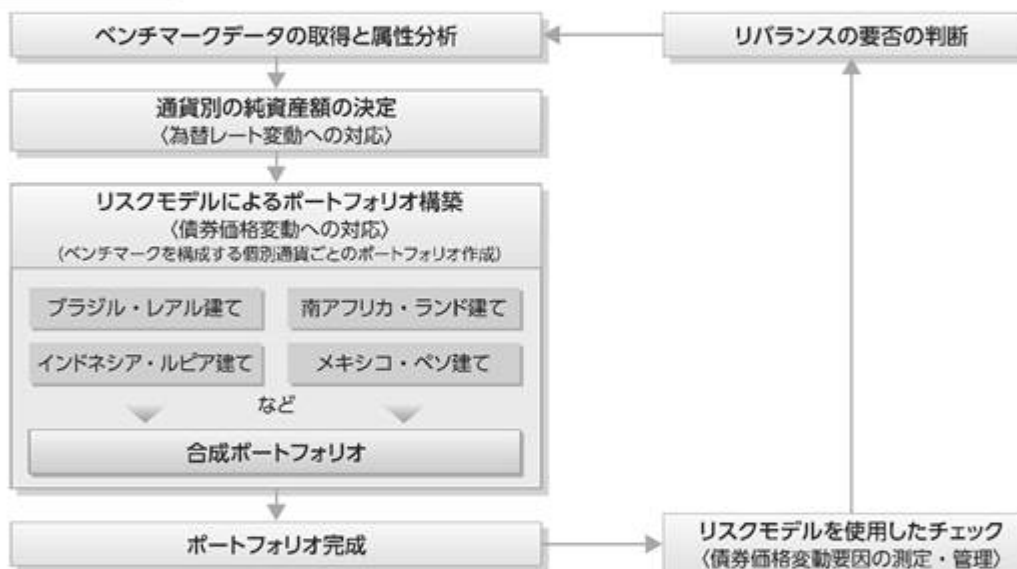 ベンチマークデータの取得と属性分析
リバランスの要否の判断
通貨別の純資産額の決定
〈為替レート変動への対応〉
リスクモデルによるポートフォリオ構築
〈債券価格変動への対応〉
(ベンチマークを構成する個別通貨ごとのポートフォリオ作成)
ブラジル・レアル建て
南アフリカ・ランド建て
インドネシア・ルピア建て
メキシコ・ペソ建て
など
合成ポートフォリオ
ポートフォリオ完成
リスクモデルを使用したチェック
〈債券価格変動要因の測定・管理〉